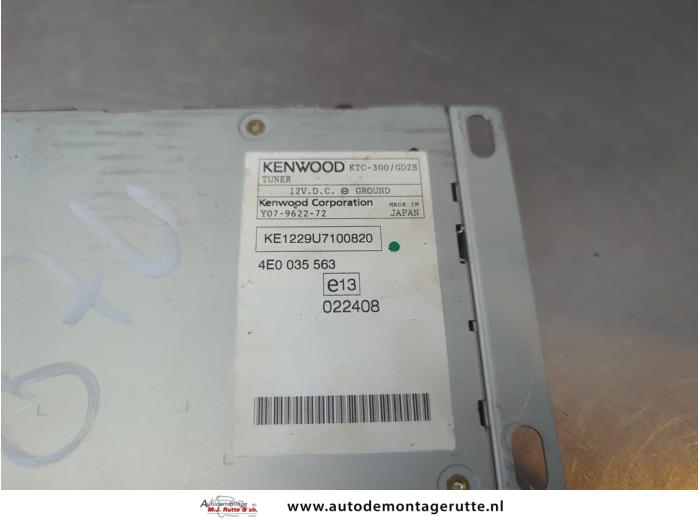 KENWOOD KTC-300/GD2B
TUNER
12V.D.C. ⊖ GROUND
Kenwood Corporation MADE IN
Y07-9622-72 JAPAN
KE1229U7100820
4E0 035 563
e13
022408
Autodemontage
M.J. Rutte & zn.
www.autodemontagerutte.nl